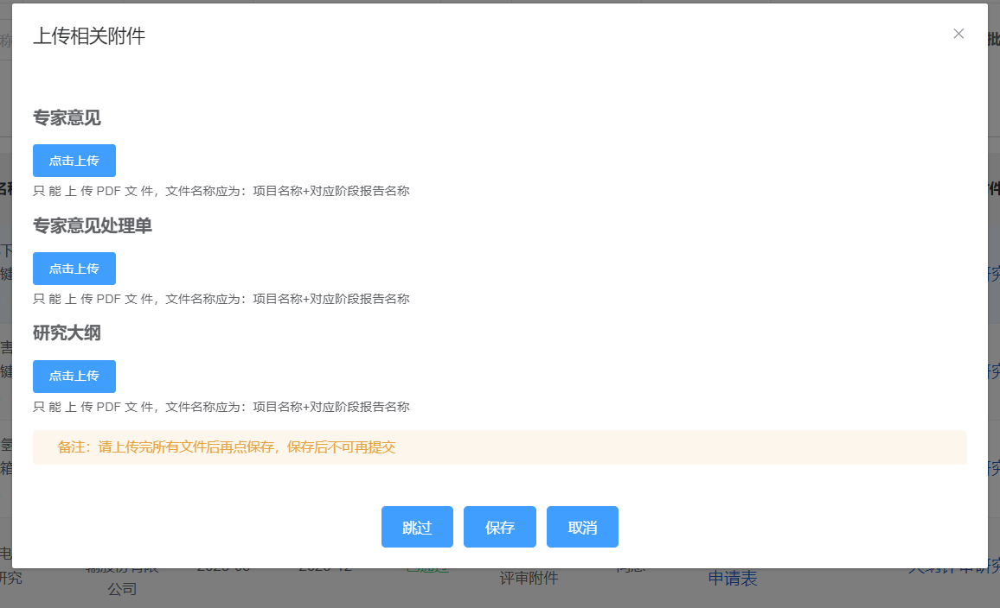 上传相关附件
专家意见
点击上传
只 能 上 传 PDF 文 件，文件名称应为：项目名称+对应阶段报告名称
专家意见处理单
点击上传
只 能 上 传 PDF 文 件，文件名称应为：项目名称+对应阶段报告名称
研究大纲
点击上传
只 能 上 传 PDF 文 件，文件名称应为：项目名称+对应阶段报告名称
备注：请上传完所有文件后再点保存，保存后不可再提交
跳过 保存 取消
研究 公司 评审附件 申请表